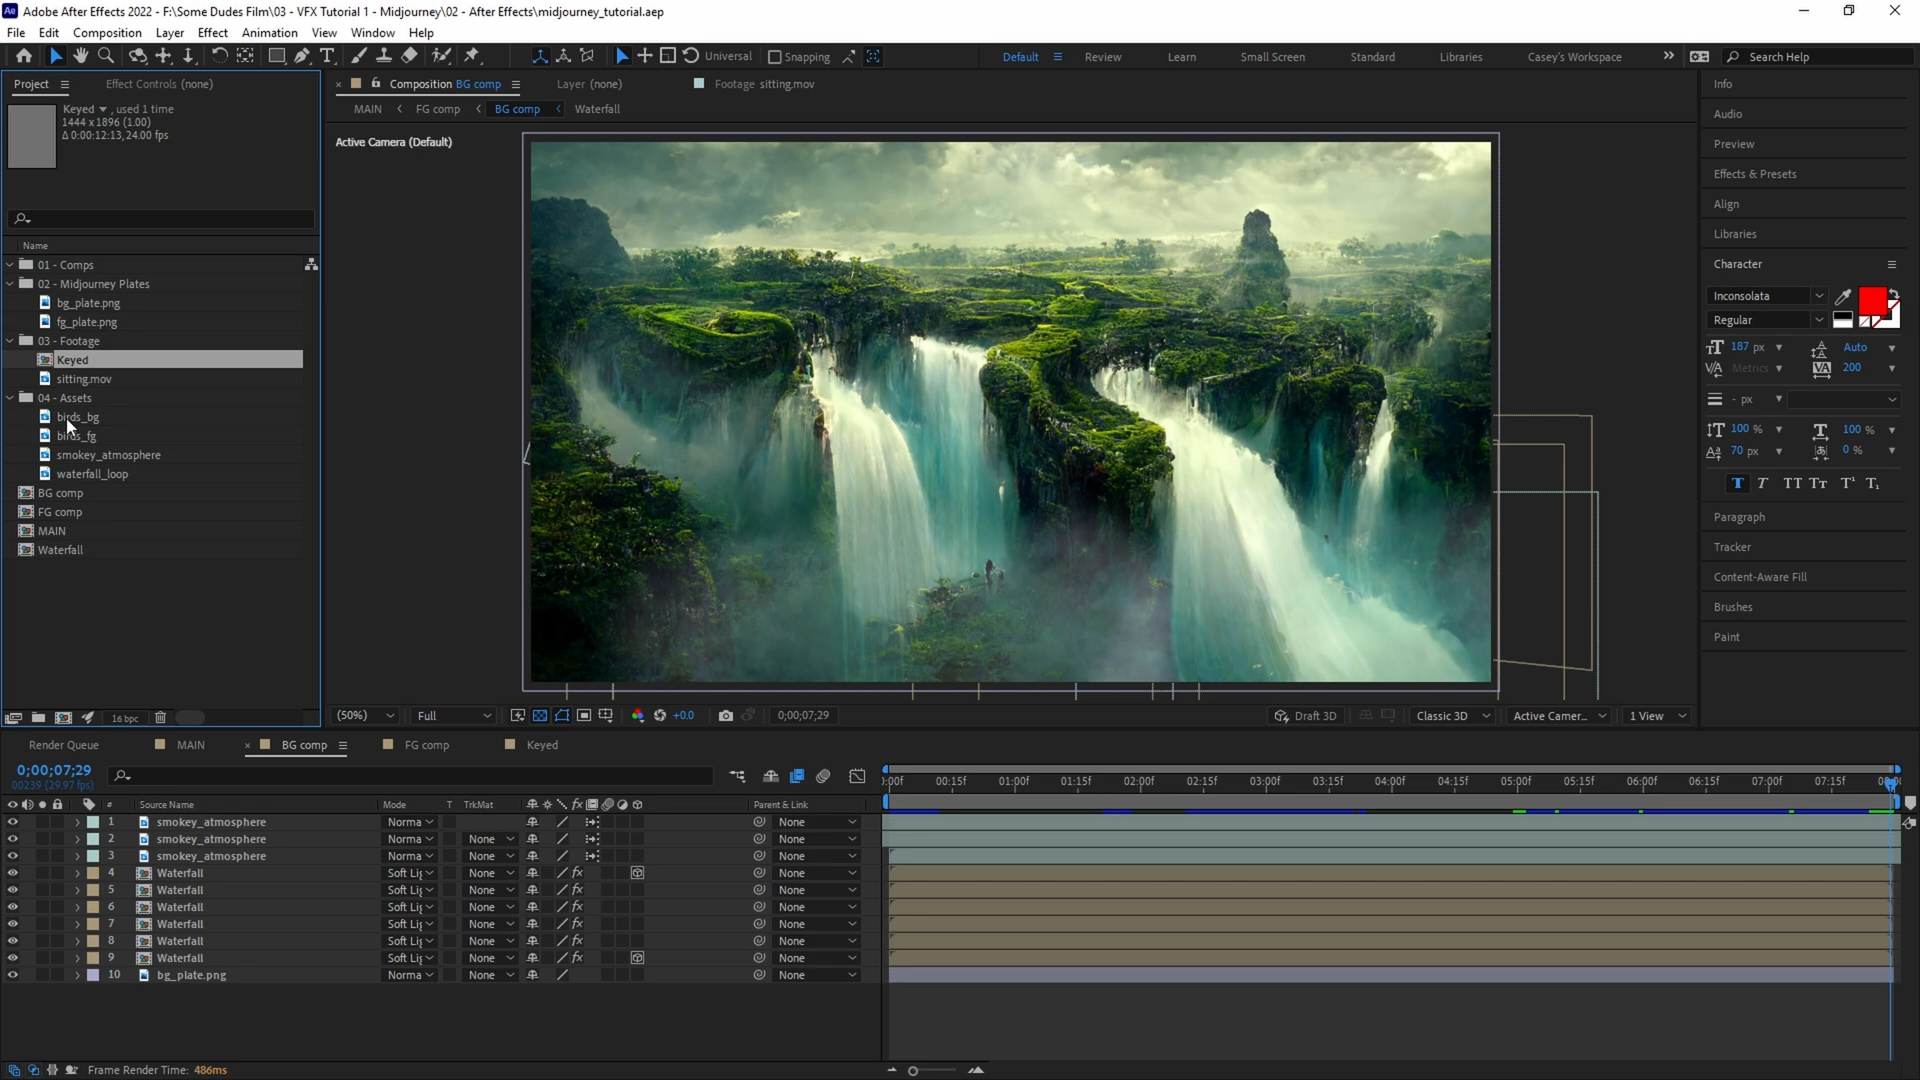 Ae Adobe After Effects 2022 - F:\Some Dudes Film\03 - VFX Tutorial 1 - Midjourney\02 - After Effects\midjourney_tutorial.aep
File Edit Composition Layer Effect Animation View Window Help
Universal Snapping Default Review Learn Small Screen Standard Libraries Casey's Workspace Search Help
Project Effect Controls (none)
Keyed , used 1 time
1444 x 1896 (1.00)
Δ 0:00:12:13, 24.00 fps
Name
01 - Comps
02 - Midjourney Plates
bg_plate.png
fg_plate.png
03 - Footage
Keyed
sitting.mov
04 - Assets
birds_bg
birds_fg
smokey_atmosphere
waterfall_loop
BG comp
FG comp
MAIN
Waterfall
16 bpc
Composition BG comp Layer (none) Footage sitting.mov
MAIN FG comp BG comp Waterfall
Active Camera (Default)
(50%) Full +0.0 0;00;07;29 Draft 3D Classic 3D Active Camer... 1 View
Info
Audio
Preview
Effects & Presets
Align
Libraries
Character
Inconsolata
Regular
187 px Auto
Metrics 200
- px
100 % 100 %
70 px 0 %
T T TT Tt T¹ T₁
Paragraph
Tracker
Content-Aware Fill
Brushes
Paint
Render Queue MAIN BG comp FG comp Keyed
0;00;07;29
00239 (29.97 fps)
:00f 00:15f 01:00f 01:15f 02:00f 02:15f 03:00f 03:15f 04:00f 04:15f 05:00f 05:15f 06:00f 06:15f 07:00f 07:15f
# Source Name Mode T TrkMat Parent & Link
1 smokey_atmosphere Norma None
2 smokey_atmosphere Norma None None
3 smokey_atmosphere Norma None None
4 Waterfall Soft Lig None fx None
5 Waterfall Soft Lig None fx None
6 Waterfall Soft Lig None fx None
7 Waterfall Soft Lig None fx None
8 Waterfall Soft Lig None fx None
9 Waterfall Soft Lig None fx None
10 bg_plate.png Norma None None
Frame Render Time: 486ms